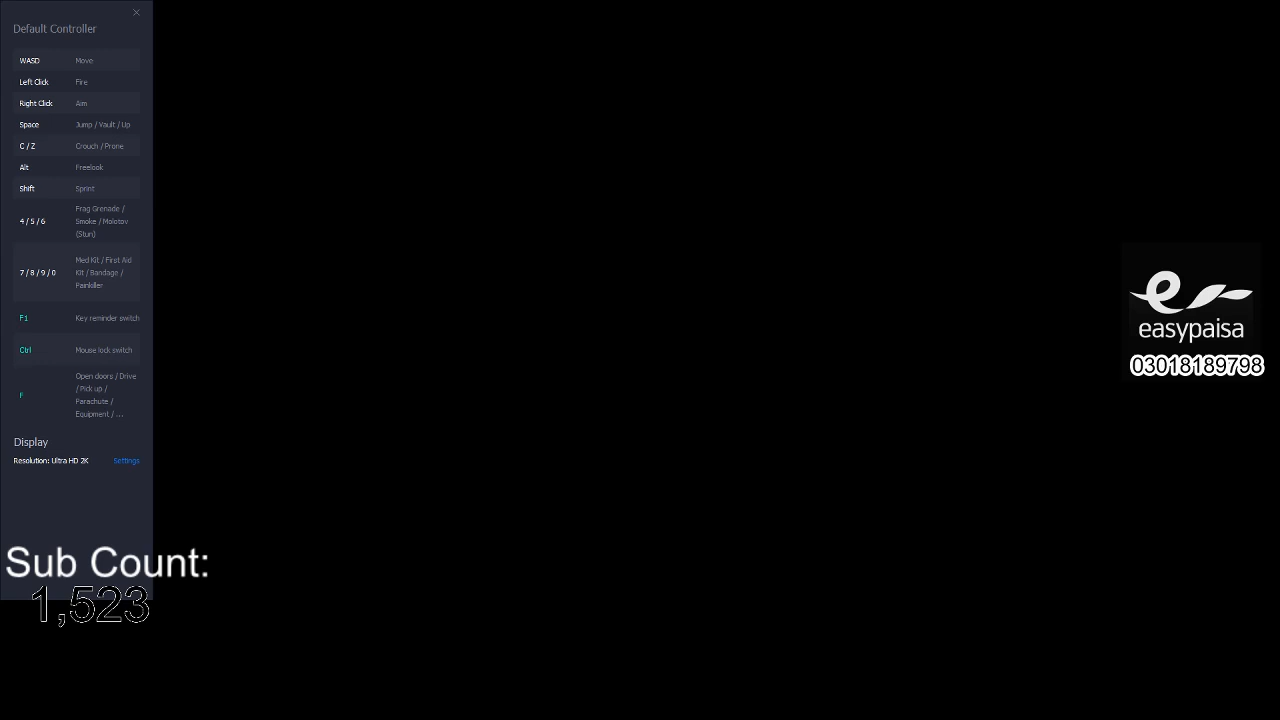 Default Controller
WASD Move
Left Click Fire
Right Click Aim
Space Jump / Vault / Up
C / Z Crouch / Prone
Alt Freelook
Shift Sprint
4 / 5 / 6 Frag Grenade /
Smoke / Molotov
(Stun)
7 / 8 / 9 / 0 Med Kit / First Aid
Kit / Bandage /
Painkiller
F1 Key reminder switch
Ctrl Mouse lock switch
F Open doors / Drive
/ Pick up /
Parachute /
Equipment / ...
Display
Resolution: Ultra HD 2K Settings
Sub Count:
1,523
easypaisa
03018189798